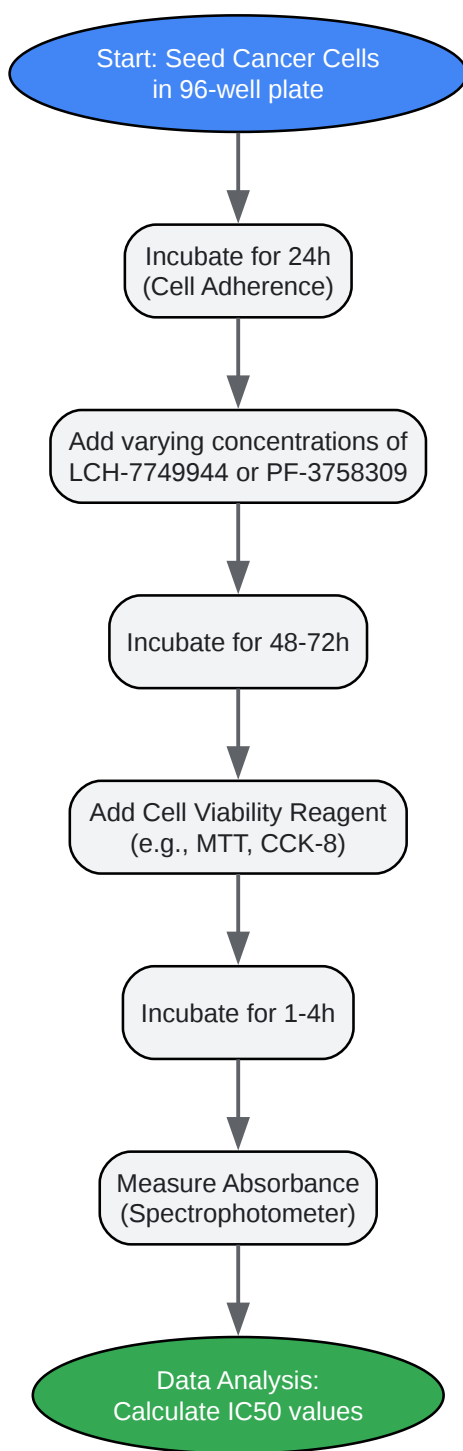 Start: Seed Cancer Cells
in 96-well plate
Incubate for 24h
(Cell Adherence)
Add varying concentrations of
LCH-7749944 or PF-3758309
Incubate for 48-72h
Add Cell Viability Reagent
(e.g., MTT, CCK-8)
Incubate for 1-4h
Measure Absorbance
(Spectrophotometer)
Data Analysis:
Calculate IC50 values